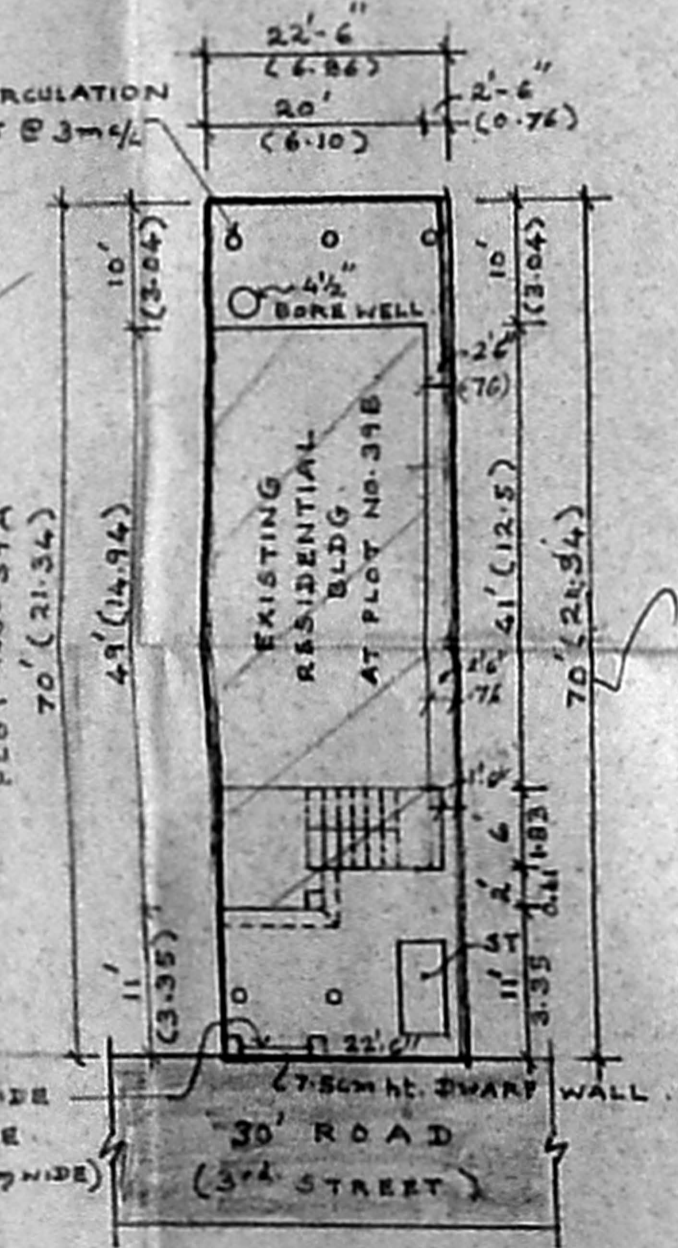 22'-6"
(6.86)
20'
(6.10)
2'-6"
(0.76)
RCULATION
@ 3m c/c
10'
(3.04)
10'
(3.04)
4½"
BORE WELL
2'6"
(76)
EXISTING
RESIDENTIAL
BLDG.
AT PLOT NO. 39B
70' (21.34)
49' (14.94)
41' (12.5)
70' (21.34)
2'6"
.76
1'0"
6'
1.83
2'
0.61
11'
(3.35)
11'
3.35
ST
22'6"
7.5cm ht. DWARF WALL.
30' ROAD
(3rd STREET)
WIDE)